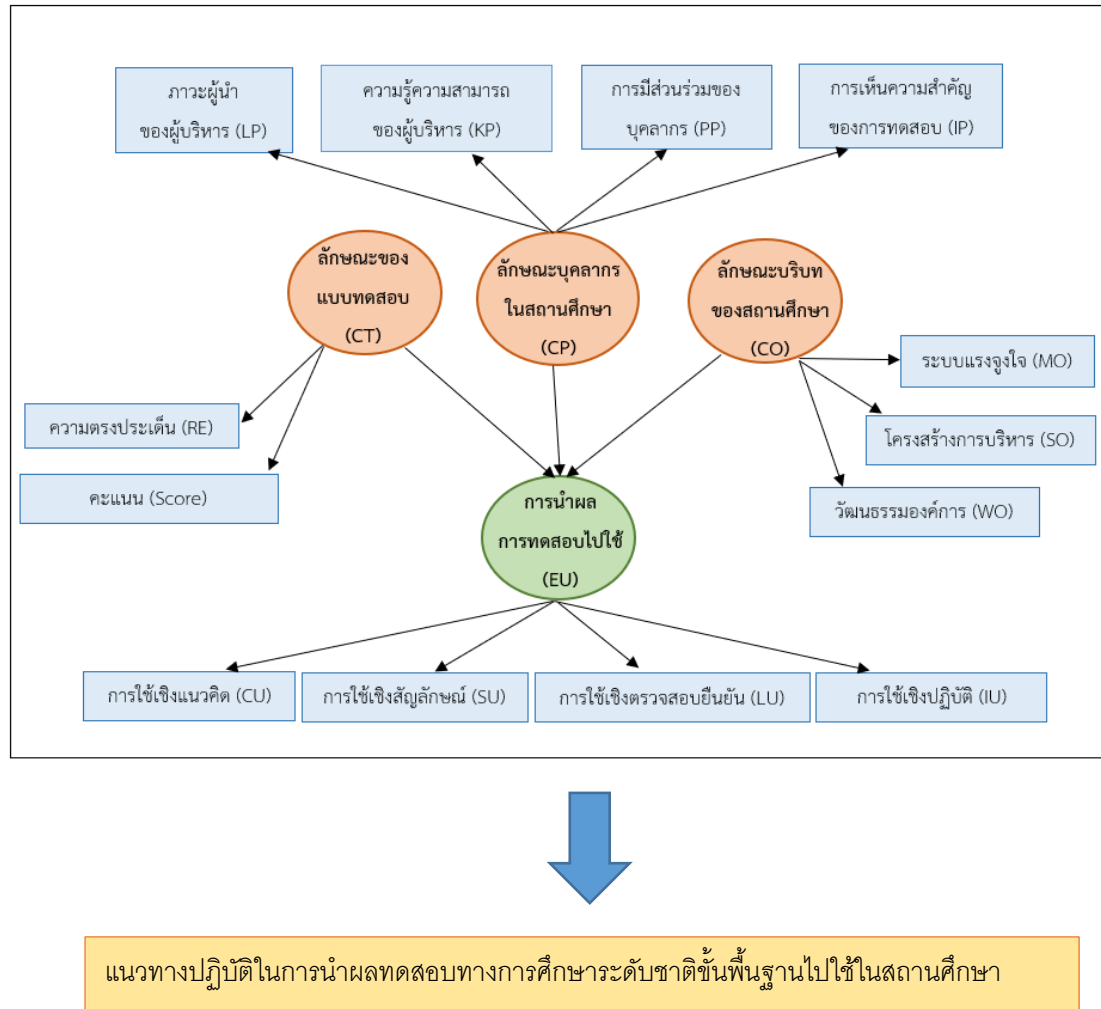 ภาวะผู้นำ
ของผู้บริหาร (LP)
ความรู้ความสามารถ
ของผู้บริหาร (KP)
การมีส่วนร่วมของ
บุคลากร (PP)
การเห็นความสำคัญ
ของการทดสอบ (IP)
ลักษณะของ
แบบทดสอบ
(CT)
ลักษณะบุคลากร
ในสถานศึกษา
(CP)
ลักษณะบริบท
ของสถานศึกษา
(CO)
ระบบแรงจูงใจ (MO)
ความตรงประเด็น (RE)
โครงสร้างการบริหาร (SO)
คะแนน (Score)
วัฒนธรรมองค์การ (WO)
การนำผล
การทดสอบไปใช้
(EU)
การใช้เชิงแนวคิด (CU)
การใช้เชิงสัญลักษณ์ (SU)
การใช้เชิงตรวจสอบยืนยัน (LU)
การใช้เชิงปฏิบัติ (IU)
แนวทางปฏิบัติในการนำผลทดสอบทางการศึกษาระดับชาติขั้นพื้นฐานไปใช้ในสถานศึกษา